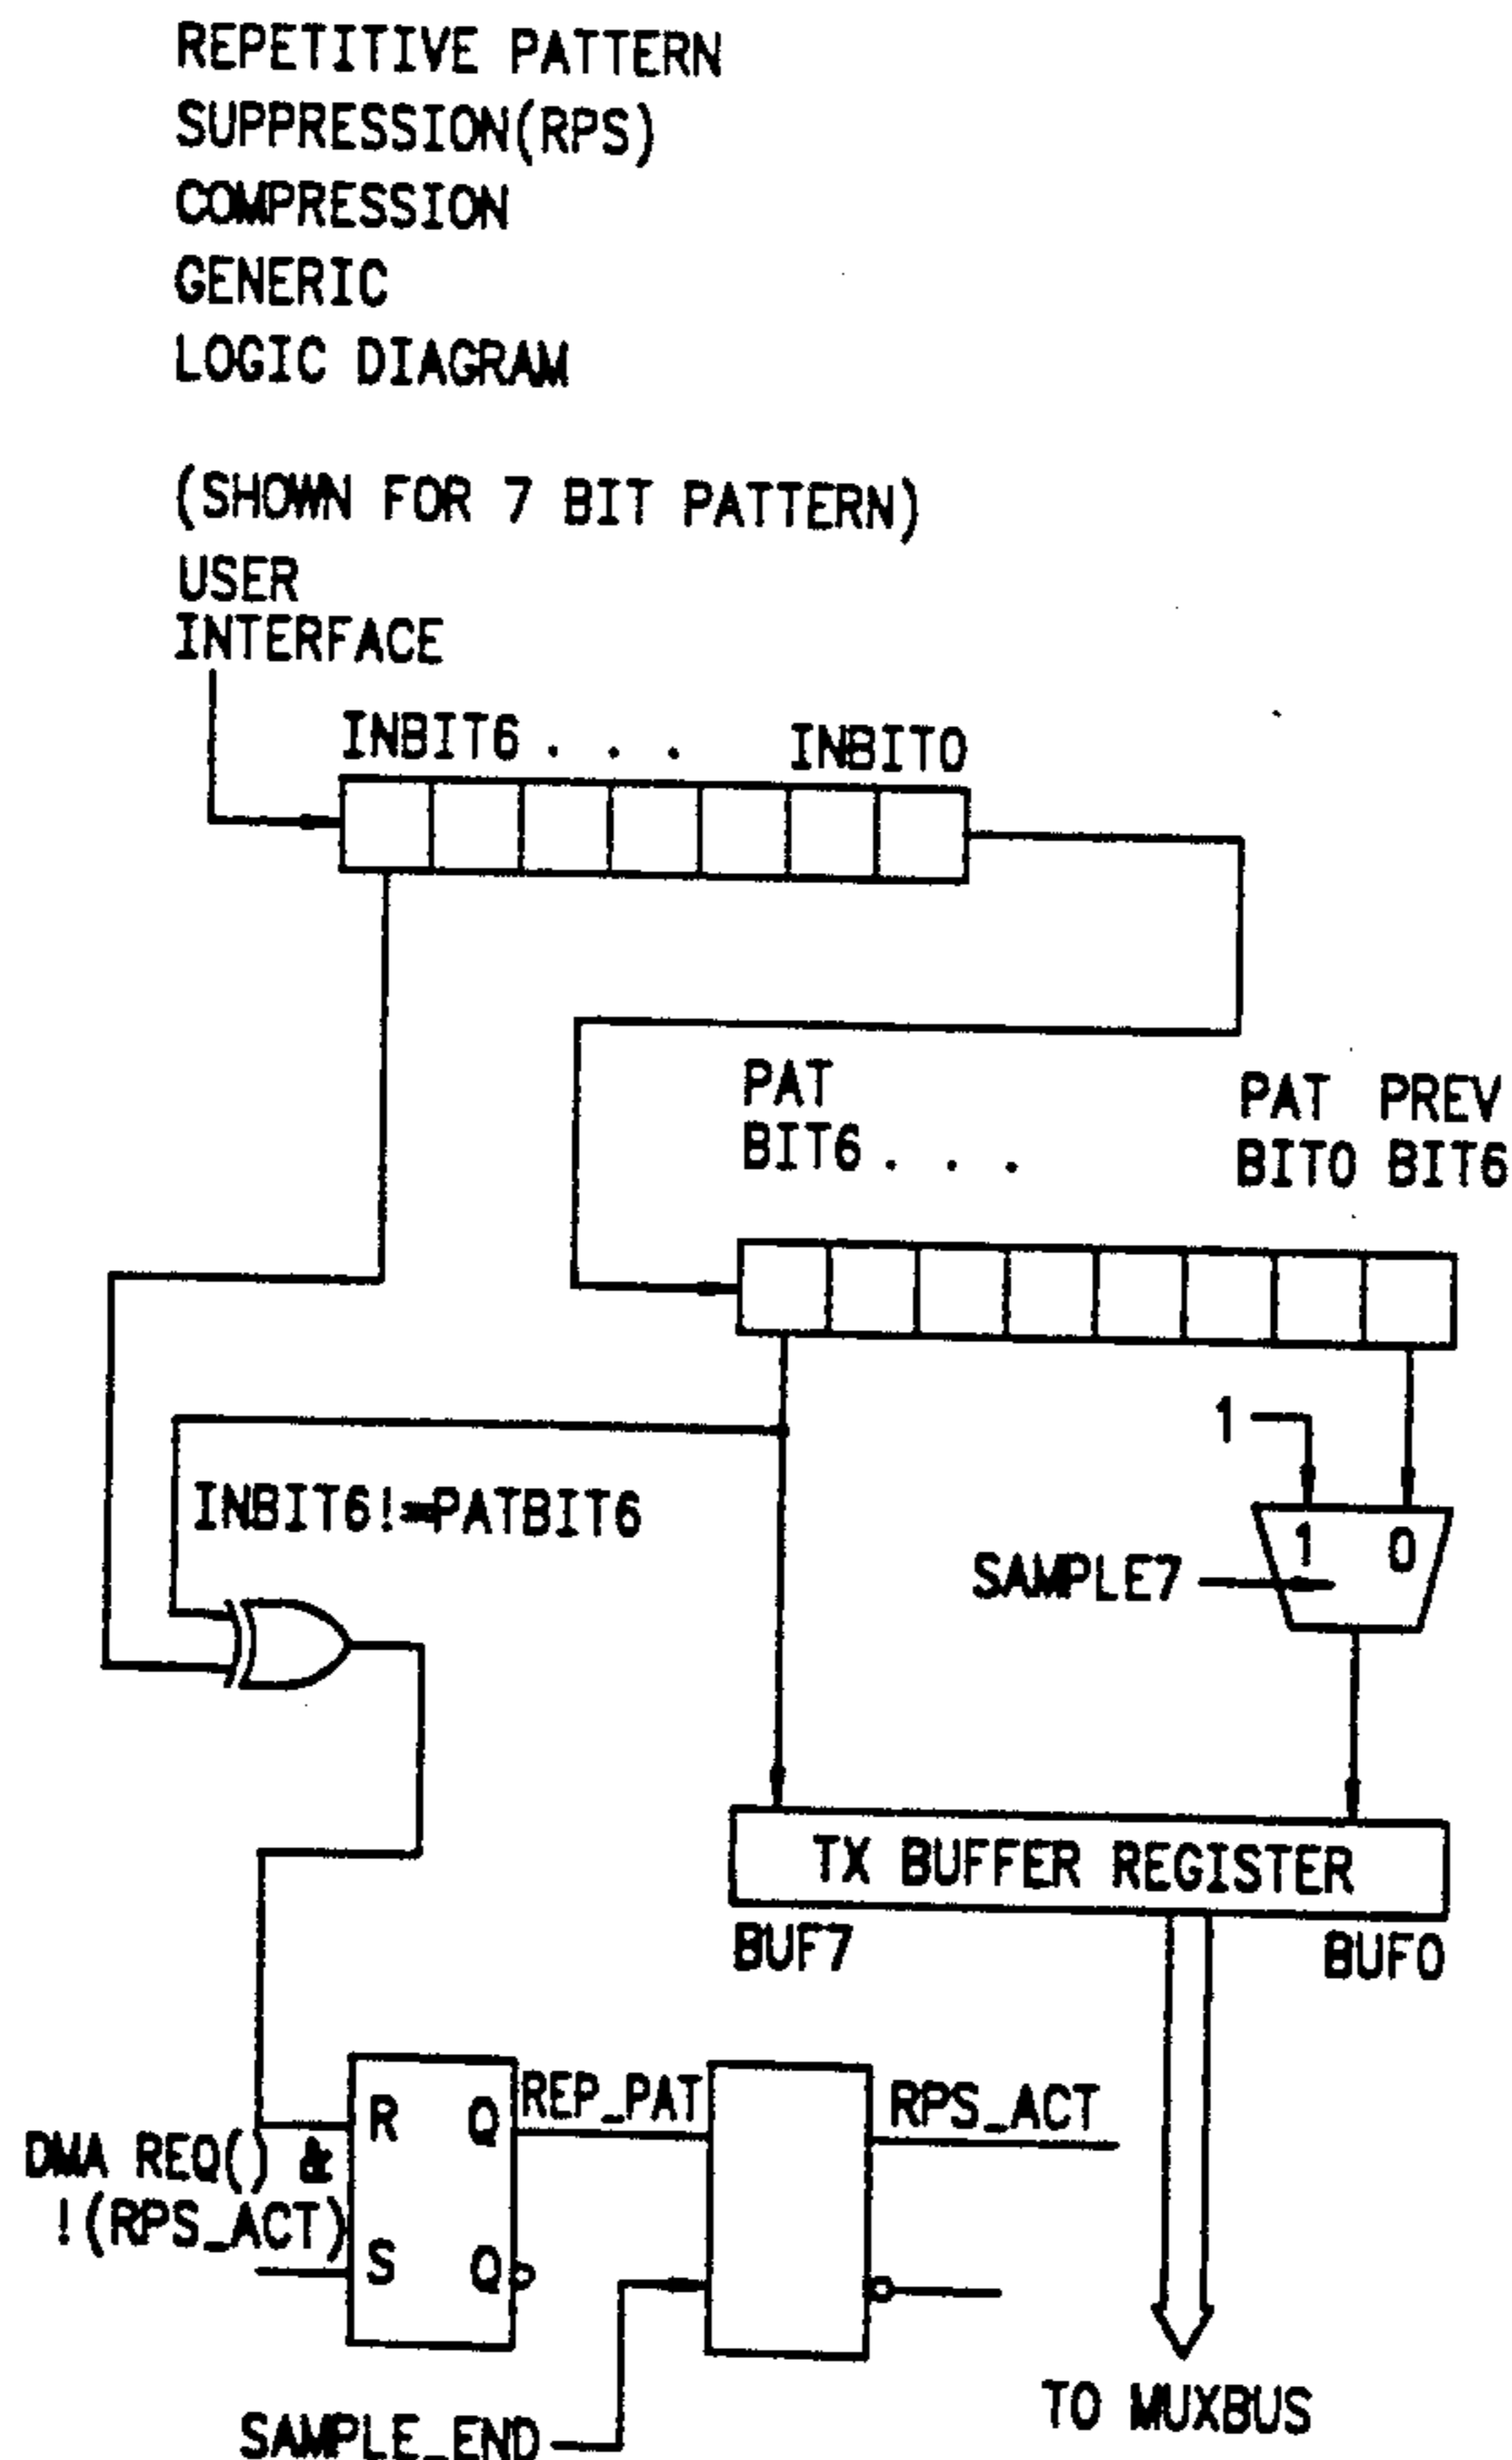 REPETITIVE PATTERN
SUPPRESSION(RPS)
COMPRESSION
GENERIC
LOGIC DIAGRAM
(SHOWN FOR 7 BIT PATTERN)
USER
INTERFACE
INBIT6 . . . INBIT0
PAT
BIT6 . . .
PAT PREV
BIT0 BIT6
1
INBIT6!=PATBIT6
1 0
SAMPLE7
TX BUFFER REGISTER
BUF7 BUF0
R Q
REP_PAT
RPS_ACT
DMA REQ() &
!(RPS_ACT)
S Q
TO MUXBUS
SAMPLE_END